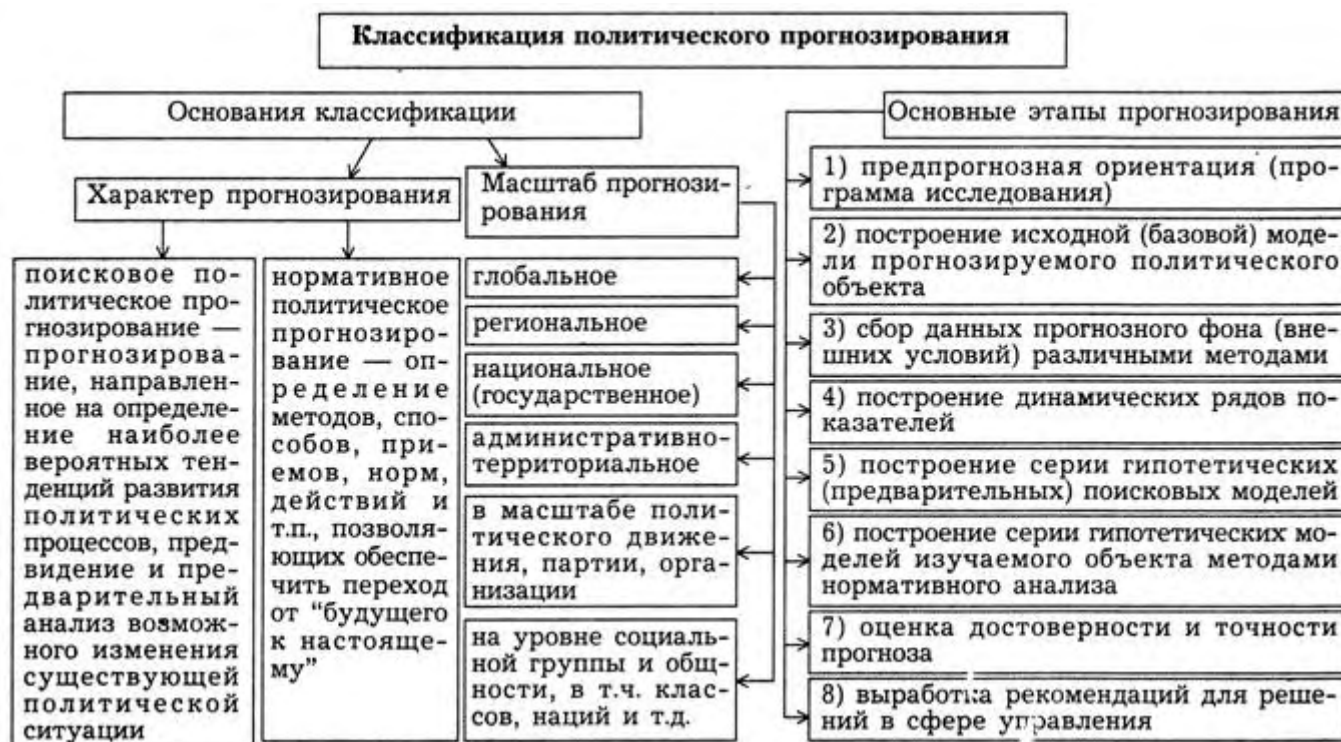 Классификация политического прогнозирования
Основания классификации
Характер прогнозирования
поисковое по-
литическое про-
гнозирование —
прогнозирова-
ние, направлен-
ное на определе-
ние наиболее
вероятных тен-
денций развития
политических
процессов, пред-
видение и пре-
дварительный
анализ возмож-
ного изменения
существующей
политической
ситуации
нормативное
политическое
прогнозиро-
вание — оп-
ределение
методов, спо-
собов, при-
емов, норм,
действий и
т.п., позволя-
ющих обеспе-
чить переход
от “будущего
к настояще-
му”
Масштаб прогнози-
рования
глобальное
региональное
национальное
(государственное)
административно-
территориальное
в масштабе поли-
тического движе-
ния, партии, орга-
низации
на уровне социаль-
ной группы и общ-
ности, в т.ч. клас-
сов, наций и т.д.
Основные этапы прогнозирования
1) предпрогнозная ориентация (про-
грамма исследования)
2) построение исходной (базовой) моде-
ли прогнозируемого политического
объекта
3) сбор данных прогнозного фона (вне-
шних условий) различными методами
4) построение динамических рядов по-
казателей
5) построение серии гипотетических
(предварительных) поисковых моделей
6) построение серии гипотетических мо-
делей изучаемого объекта методами
нормативного анализа
7) оценка достоверности и точности
прогноза
8) выработка рекомендаций для реше-
ний в сфере управления